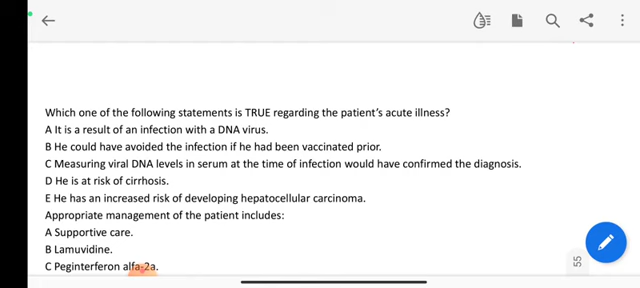 Which one of the following statements is TRUE regarding the patient's acute illness?
A It is a result of an infection with a DNA virus.
B He could have avoided the infection if he had been vaccinated prior.
C Measuring viral DNA levels in serum at the time of infection would have confirmed the diagnosis.
D He is at risk of cirrhosis.
E He has an increased risk of developing hepatocellular carcinoma.
Appropriate management of the patient includes:
A Supportive care.
B Lamuvidine.
C Peginterferon alfa-2a.
55